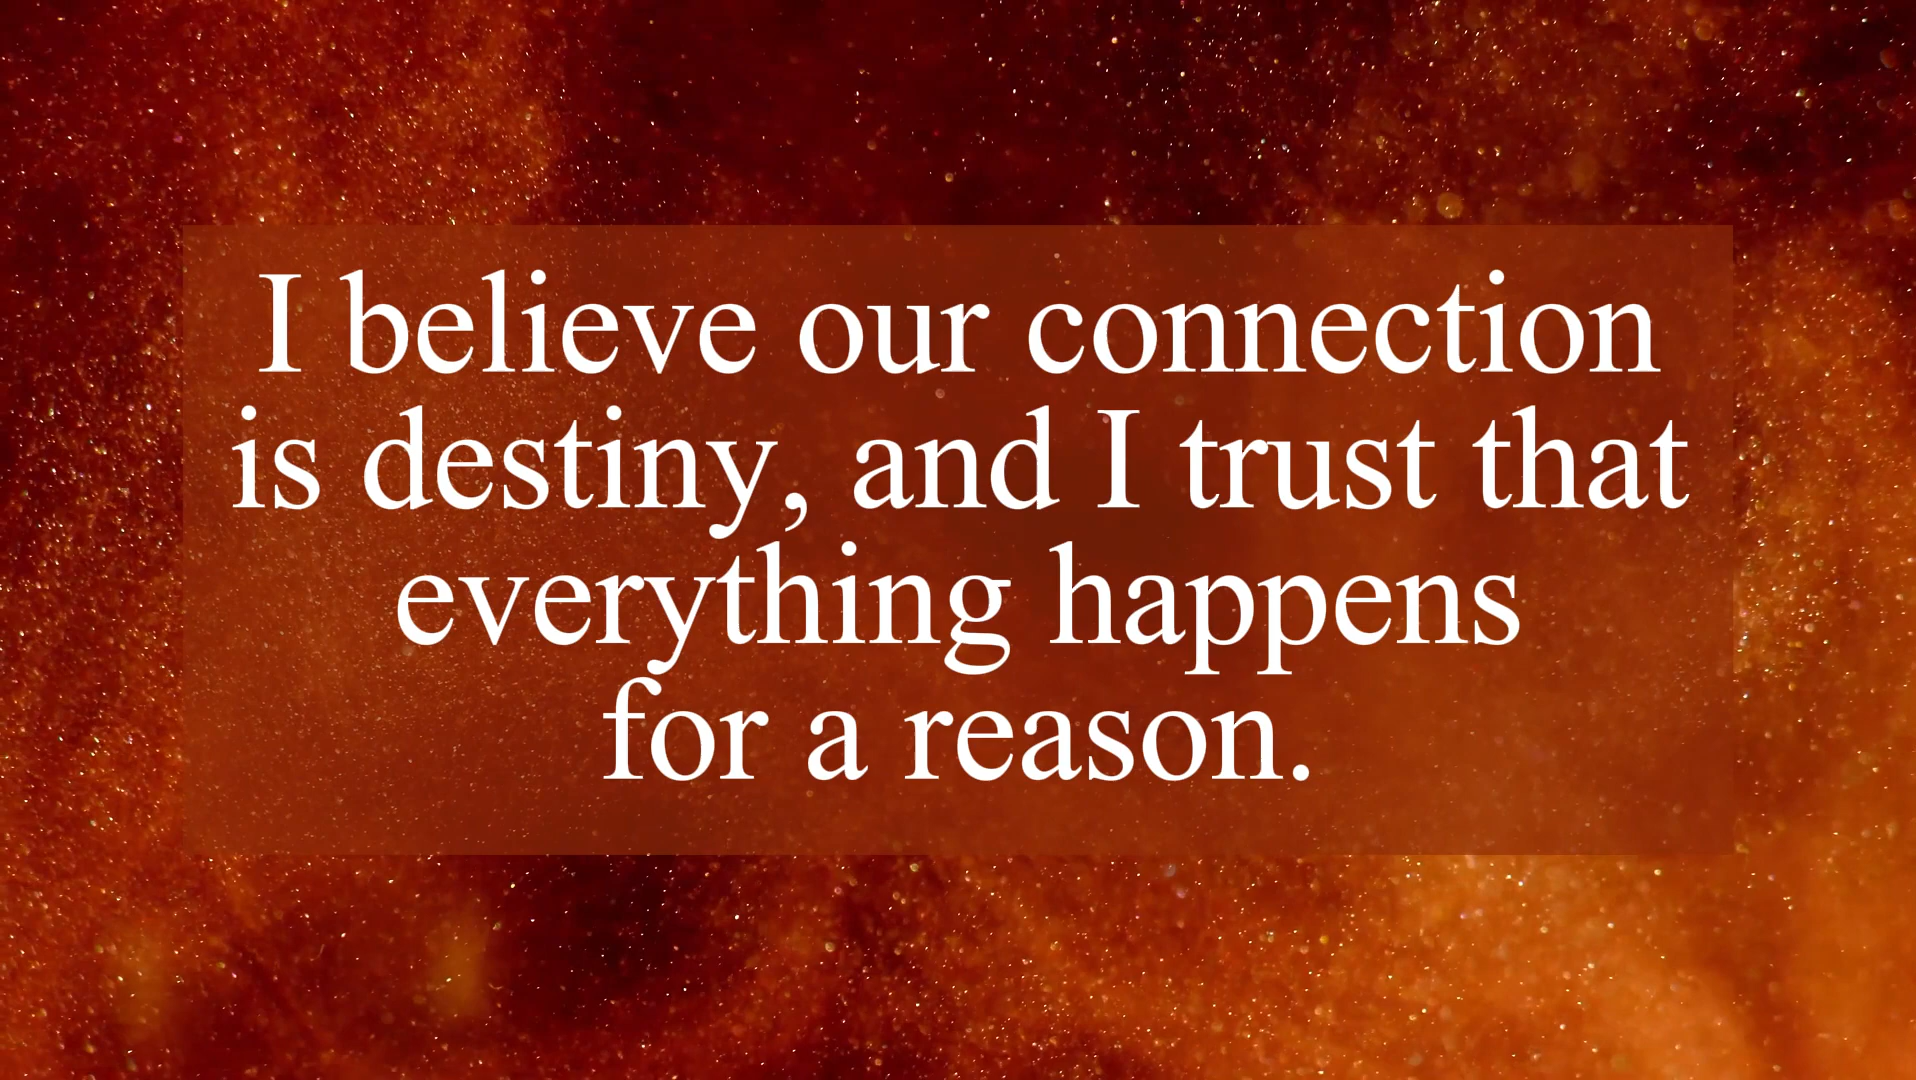 I believe our connection
is destiny, and I trust that
everything happens
for a reason.